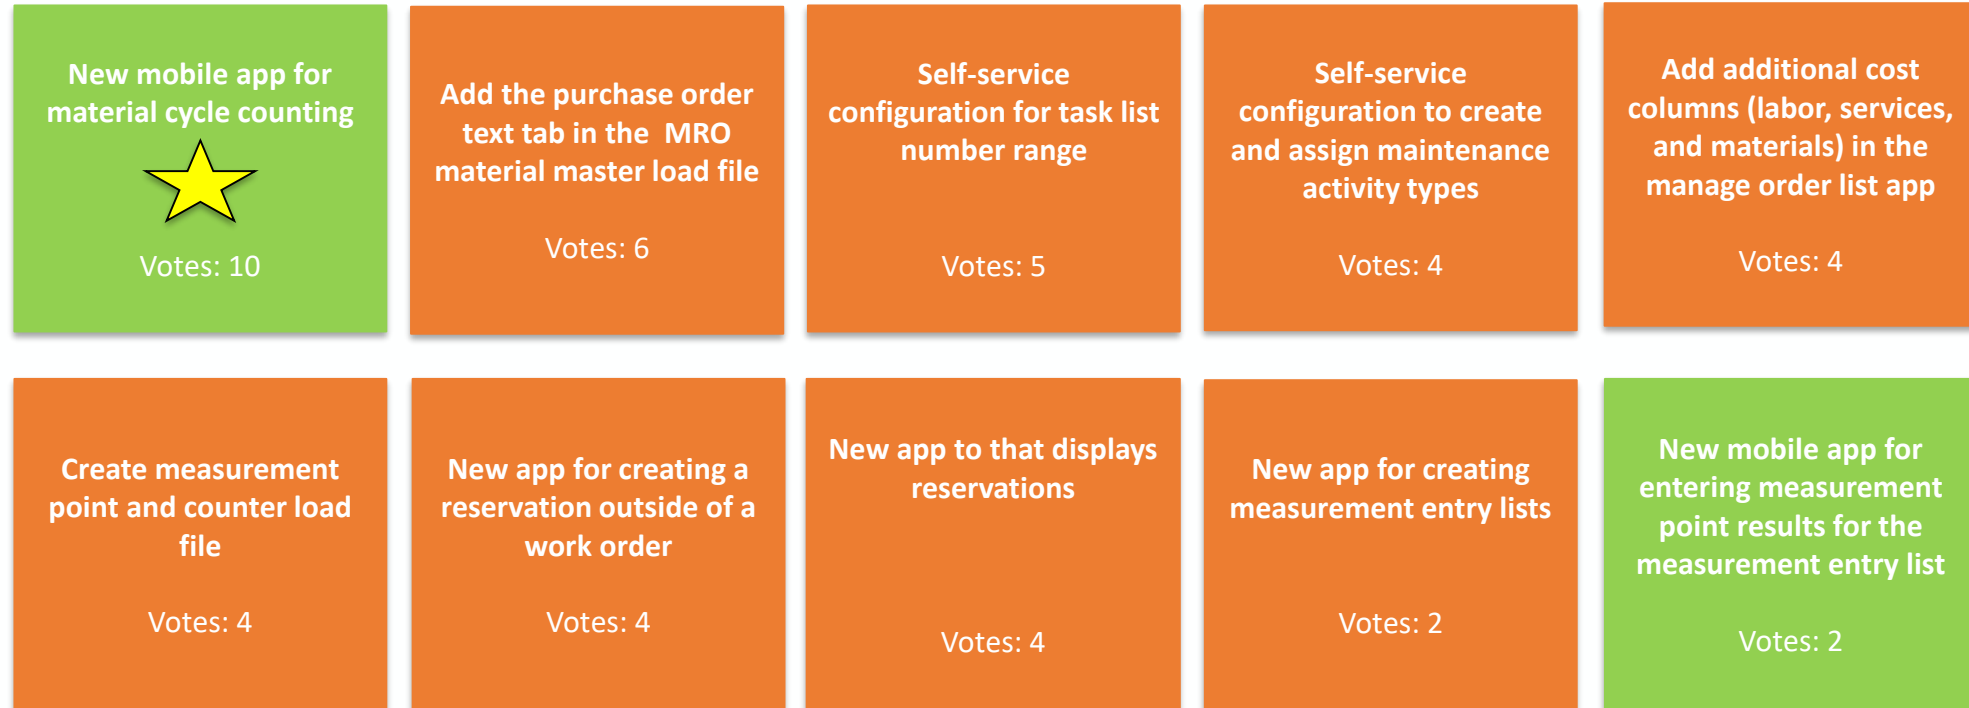 New mobile app for
material cycle counting
Votes: 10
Add the purchase order
text tab in the MRO
material master load file
Votes: 6
Self-service
configuration for task list
number range
Votes: 5
Self-service
configuration to create
and assign maintenance
activity types
Votes: 4
Add additional cost
columns (labor, services,
and materials) in the
manage order list app
Votes: 4
Create measurement
point and counter load
file
Votes: 4
New app for creating a
reservation outside of a
work order
Votes: 4
New app to that displays
reservations
Votes: 4
New app for creating
measurement entry lists
Votes: 2
New mobile app for
entering measurement
point results for the
measurement entry list
Votes: 2